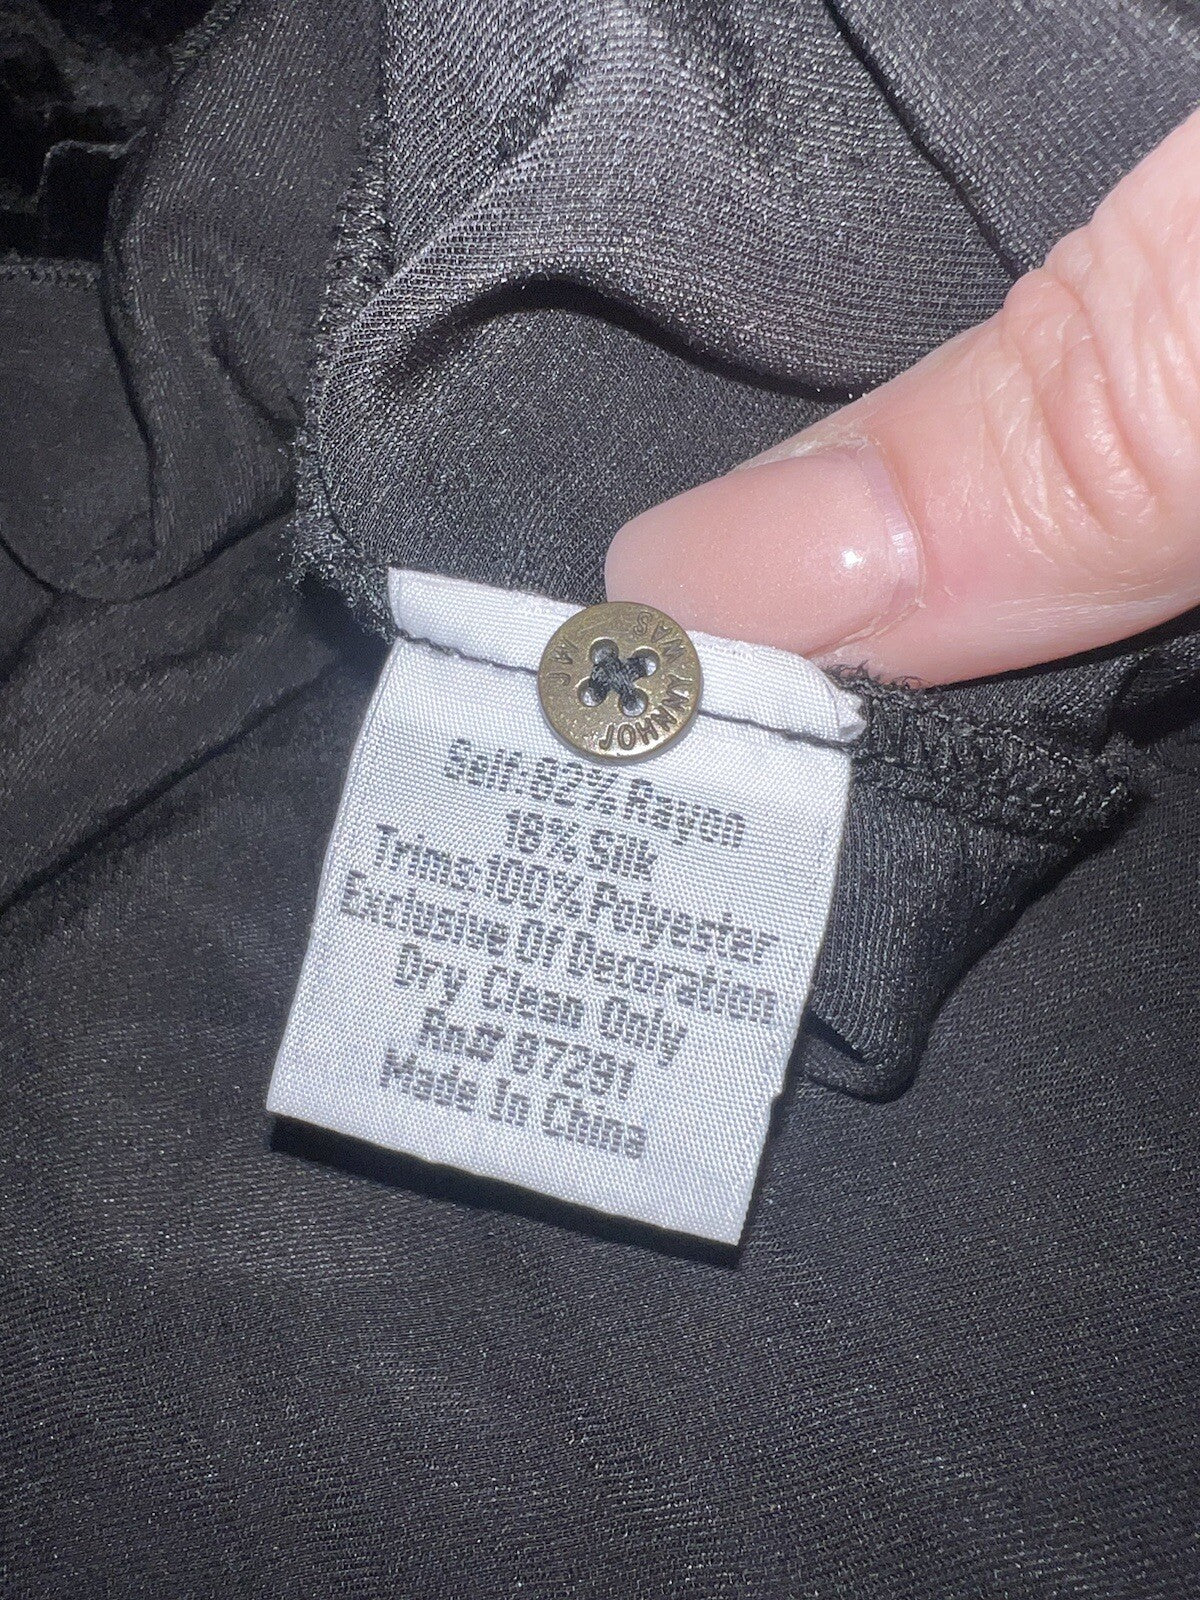 JOHNNY WAS
J W
Self:82% Rayon
18% Silk
Trims:100% Polyester
Exclusive Of Decoration
Dry Clean Only
Rn# 87291
Made In China